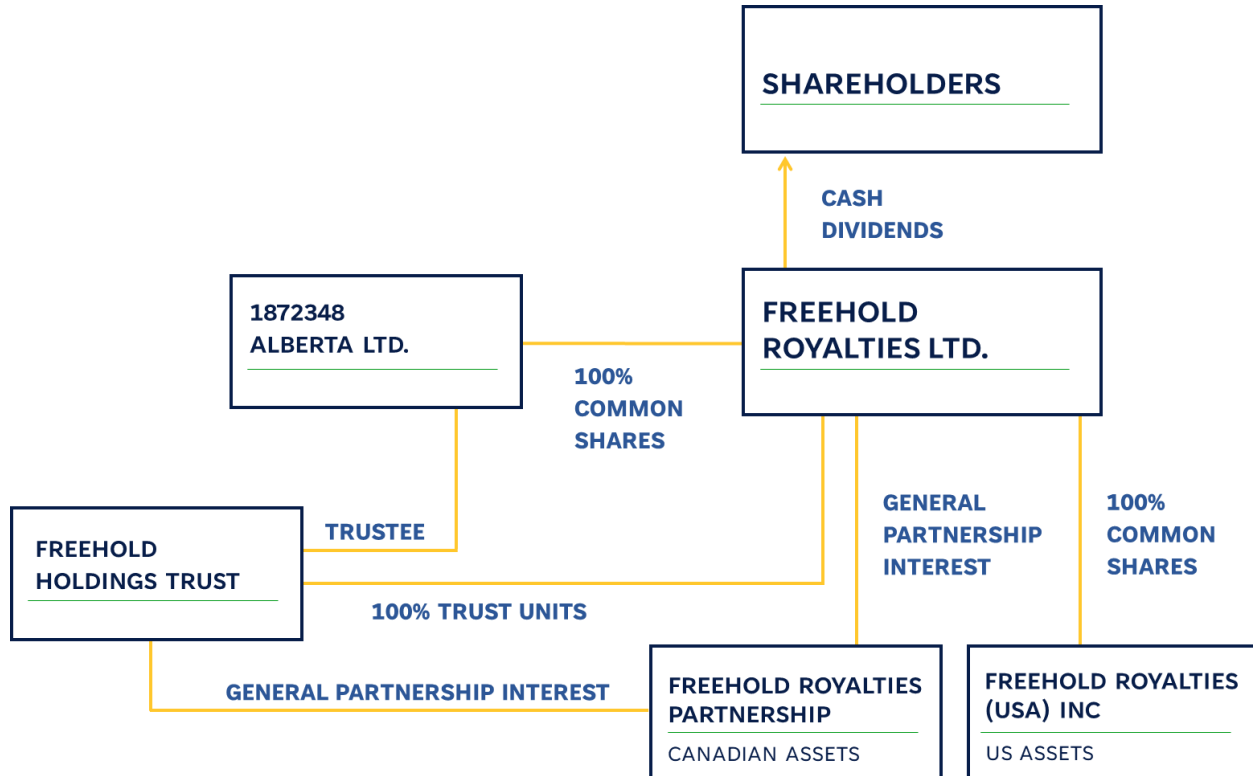 SHAREHOLDERS
CASH
DIVIDENDS
1872348
ALBERTA LTD.
FREEHOLD
ROYALTIES LTD.
100%
COMMON
SHARES
FREEHOLD
HOLDINGS TRUST
TRUSTEE
100% TRUST UNITS
GENERAL
PARTNERSHIP
INTEREST
100%
COMMON
SHARES
GENERAL PARTNERSHIP INTEREST
FREEHOLD ROYALTIES
PARTNERSHIP
CANADIAN ASSETS
FREEHOLD ROYALTIES
(USA) INC
US ASSETS